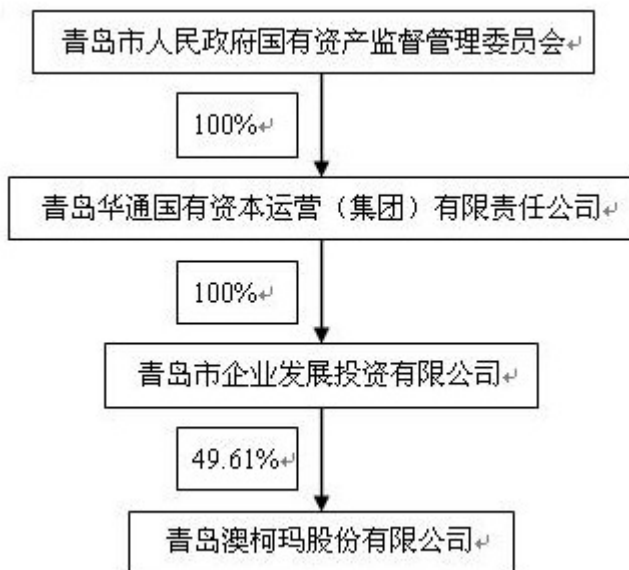 青岛市人民政府国有资产监督管理委员会
100%
青岛华通国有资本运营（集团）有限责任公司
100%
青岛市企业发展投资有限公司
49.61%
青岛澳柯玛股份有限公司